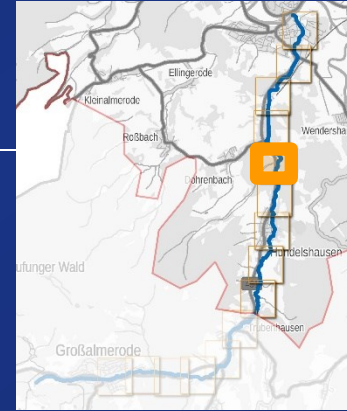 Ellingerode
Kleinalmerode
Roßbach
Wendersha
Dohrenbach
Hundelshausen
ufunger Wald
Trubenhausen
Großalmerode